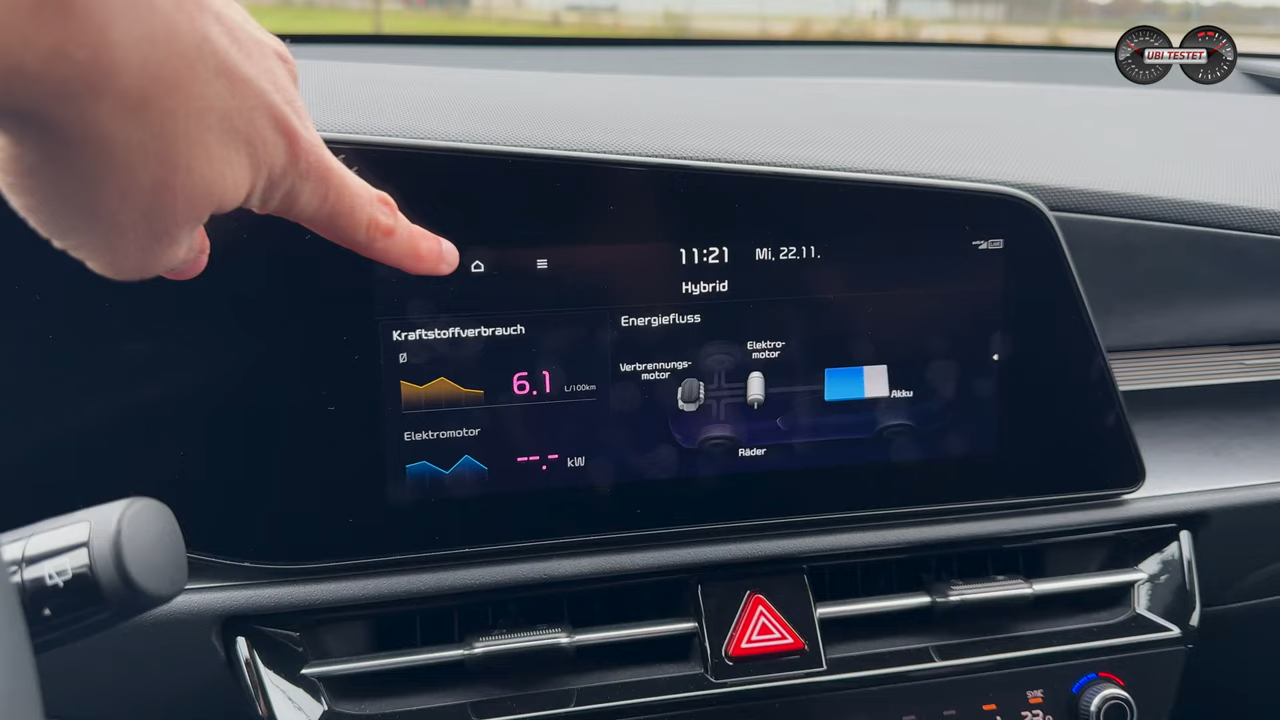 UBI TESTET
11:21 Mi, 22.11.
Hybrid
Kraftstoffverbrauch
Ø
6.1 L/100km
Elektromotor
--.- kW
Energiefluss
Verbrennungs-
motor
Elektro-
motor
Akku
Räder
SYNC